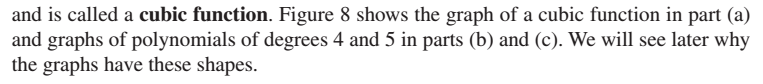 and is called a cubic function. Figure 8 shows the graph of a cubic function in part (a)
and graphs of polynomials of degrees 4 and 5 in parts (b) and (c). We will see later why
the graphs have these shapes.